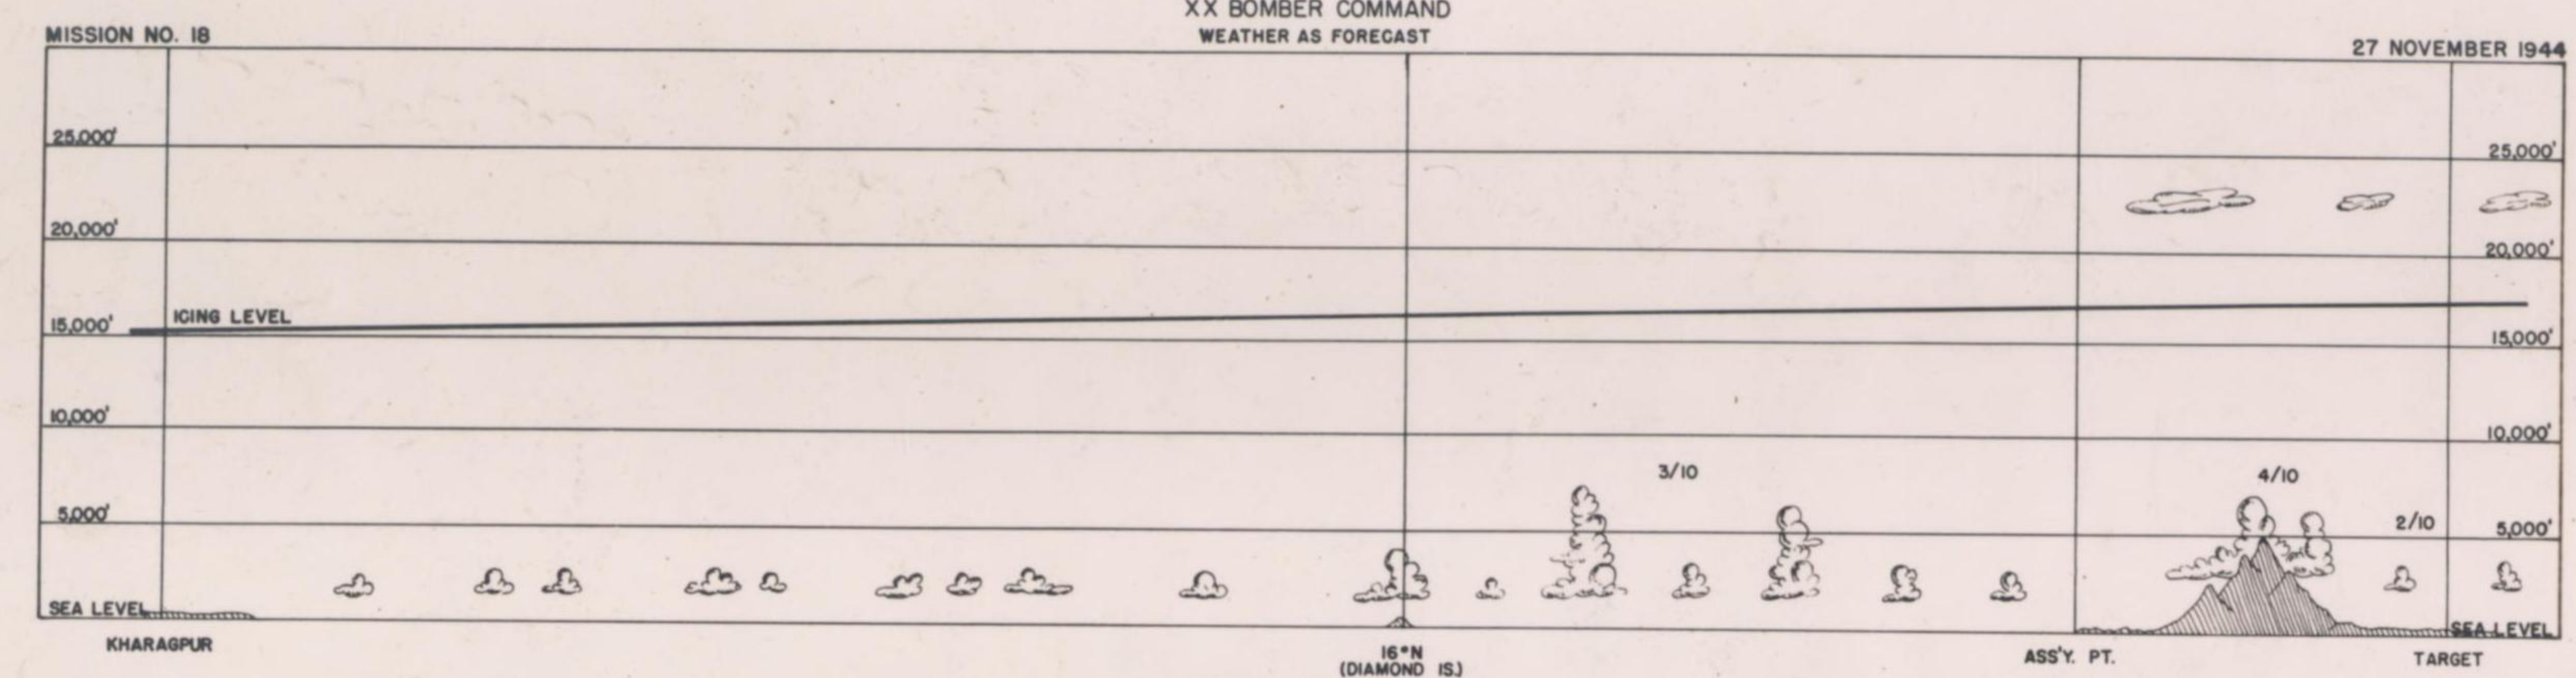 XX BOMBER COMMAND
MISSION NO. 18
WEATHER AS FORECAST
27 NOVEMBER 1944
25,000'
25,000'
20,000'
20,000'
ICING LEVEL
15,000'
15,000'
10,000'
10,000'
3/10
4/10
5,000'
2/10
5,000'
SEA LEVEL
SEA LEVEL
KHARAGPUR
16°N
(DIAMOND IS.)
ASS'Y. PT.
TARGET